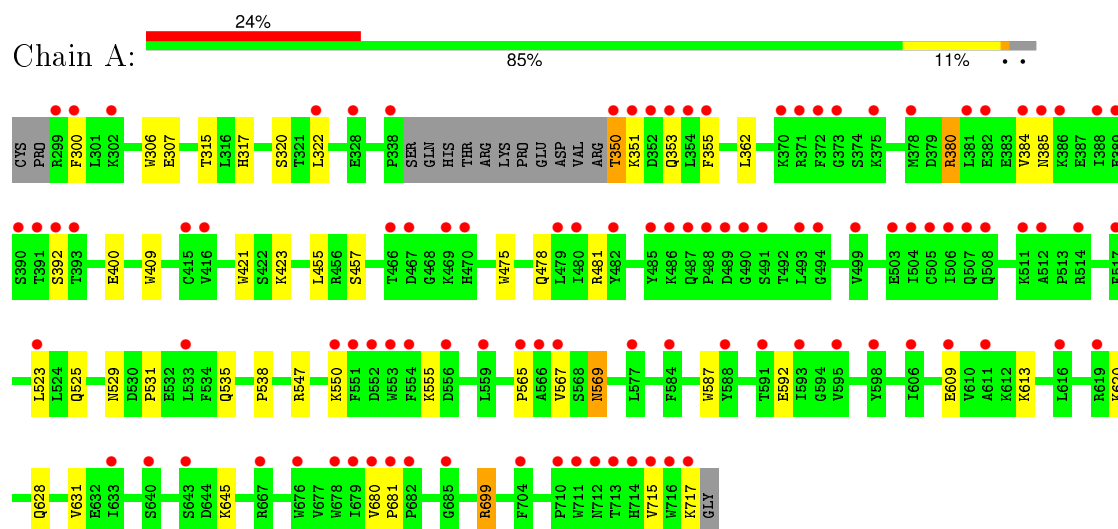 24%
Chain A:
85%
11%
CYS PRO R299 F300 L301 K302 W306 E307 T315 L316 H317 S320 T321 L322 E328 P338 SER GLN HIS THR ARG LYS PRO GLU ASP VAL ARG T350 K351 D352 Q353 L354 F355 L362 K370 K371 F372 G373 S374 K375 M378 D379 R380 L381 E382 E383 V384 N385 K386 E387 I388
S390 T391 S392 T393 E400 W409 C415 V416 W421 S422 K423 L455 R456 S457 T466 D467 G468 K469 H470 W475 Q478 L479 I480 R481 Y482 Y485 K486 Q487 P488 D489 G490 S491 T492 L493 G494 V499 E503 I504 C505 I506 Q507 Q508 K511 A512 P513 R514
L523 L524 Q525 N529 D530 P531 E532 L533 F534 Q535 P538 R547 K550 F551 D552 W553 F554 K555 D556 L559 P565 A566 V567 S568 N569 L577 F584 W587 Y588 T591 E592 I593 G594 V595 Y598 I606 E609 V610 A611 K612 K613 L616 R619
Q628 V631 E632 I633 S640 S643 D644 K645 R667 W676 V677 W678 I679 V680 P681 P682 G685 R699 F704 P710 W711 N712 T713 H714 V715 W716 K717 GLY